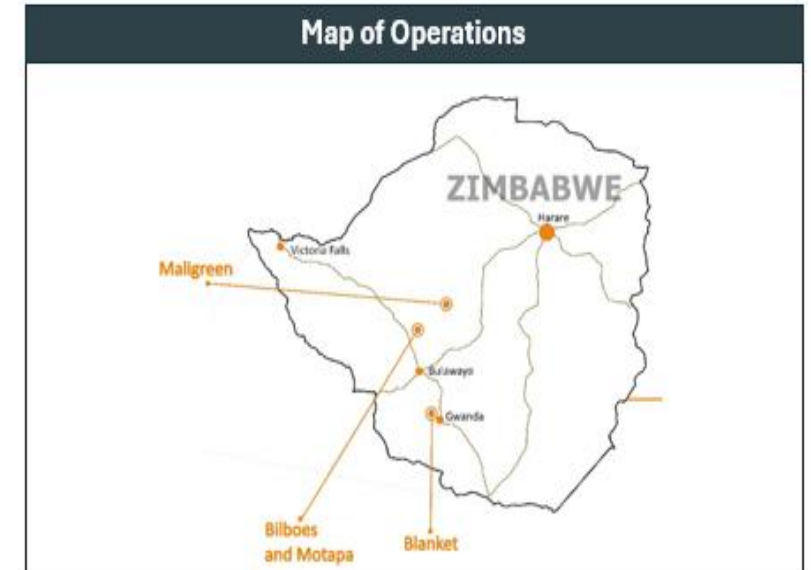 Map of Operations
ZIMBABWE
Harare
Victoria Falls
Maligreen
Bulawayo
Gwanda
Bilboes
and Motapa
Blanket